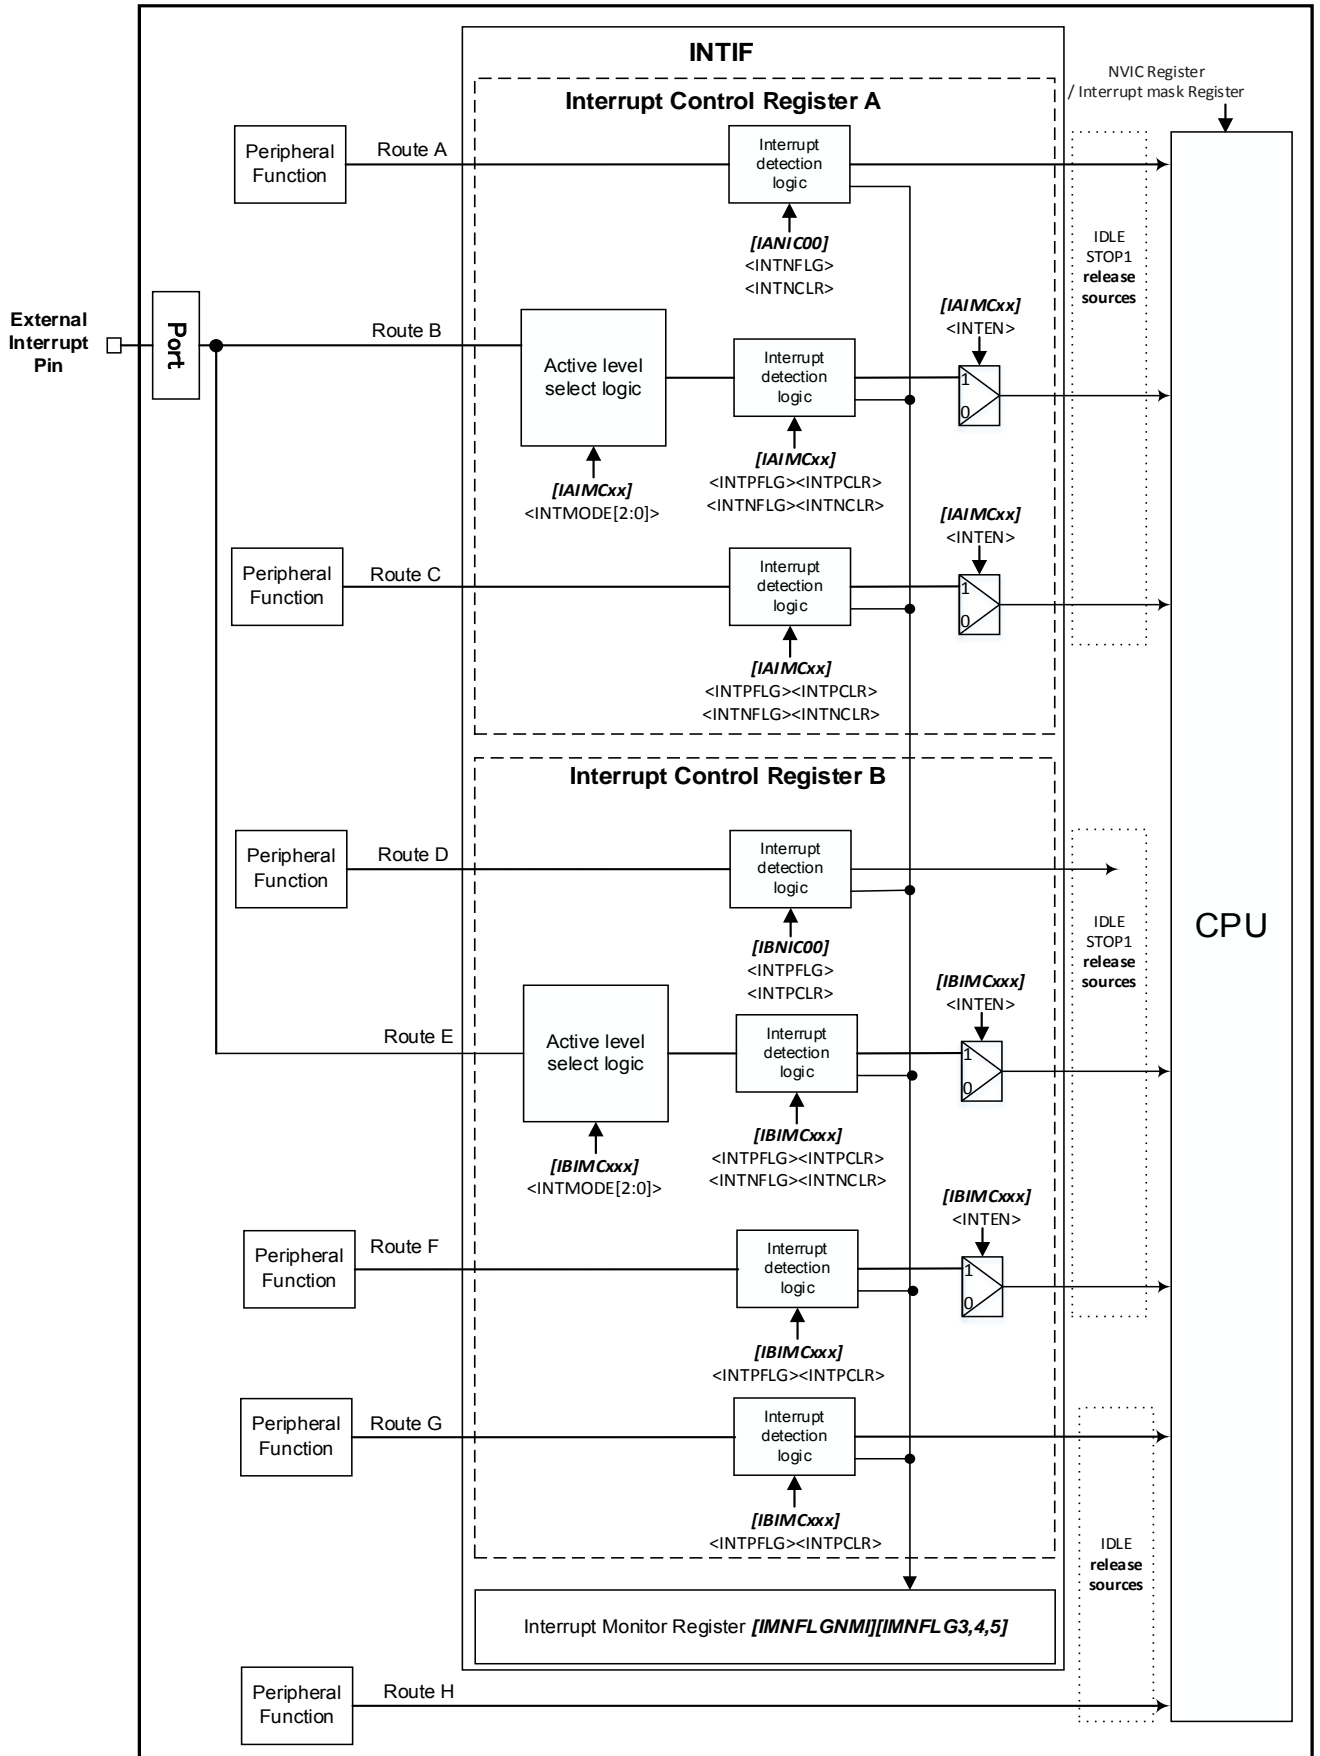 INTIF
NVIC Register
/ Interrupt mask Register
Interrupt Control Register A
Peripheral
Function
Route A
Interrupt
detection
logic
[IANIC00]
<INTNFLG>
<INTNCLR>
IDLE
STOP1
release
sources
External
Interrupt
Pin
Port
Route B
Active level
select logic
[IAIMCxx]
<INTMODE[2:0]>
Interrupt
detection
logic
[IAIMCxx]
<INTPFLG><INTPCLR>
<INTNFLG><INTNCLR>
[IAIMCxx]
<INTEN>
1
0
Peripheral
Function
Route C
Interrupt
detection
logic
[IAIMCxx]
<INTPFLG><INTPCLR>
<INTNFLG><INTNCLR>
[IAIMCxx]
<INTEN>
1
0
Interrupt Control Register B
Peripheral
Function
Route D
Interrupt
detection
logic
[IBNIC00]
<INTPFLG>
<INTPCLR>
IDLE
STOP1
release
sources
CPU
Route E
Active level
select logic
[IBIMCxxx]
<INTMODE[2:0]>
Interrupt
detection
logic
[IBIMCxxx]
<INTPFLG><INTPCLR>
<INTNFLG><INTNCLR>
[IBIMCxxx]
<INTEN>
1
0
Peripheral
Function
Route F
Interrupt
detection
logic
[IBIMCxxx]
<INTPFLG><INTPCLR>
[IBIMCxxx]
<INTEN>
1
0
Peripheral
Function
Route G
Interrupt
detection
logic
[IBIMCxxx]
<INTPFLG><INTPCLR>
IDLE
release
sources
Interrupt Monitor Register [IMNFLGNMI][IMNFLG3,4,5]
Peripheral
Function
Route H